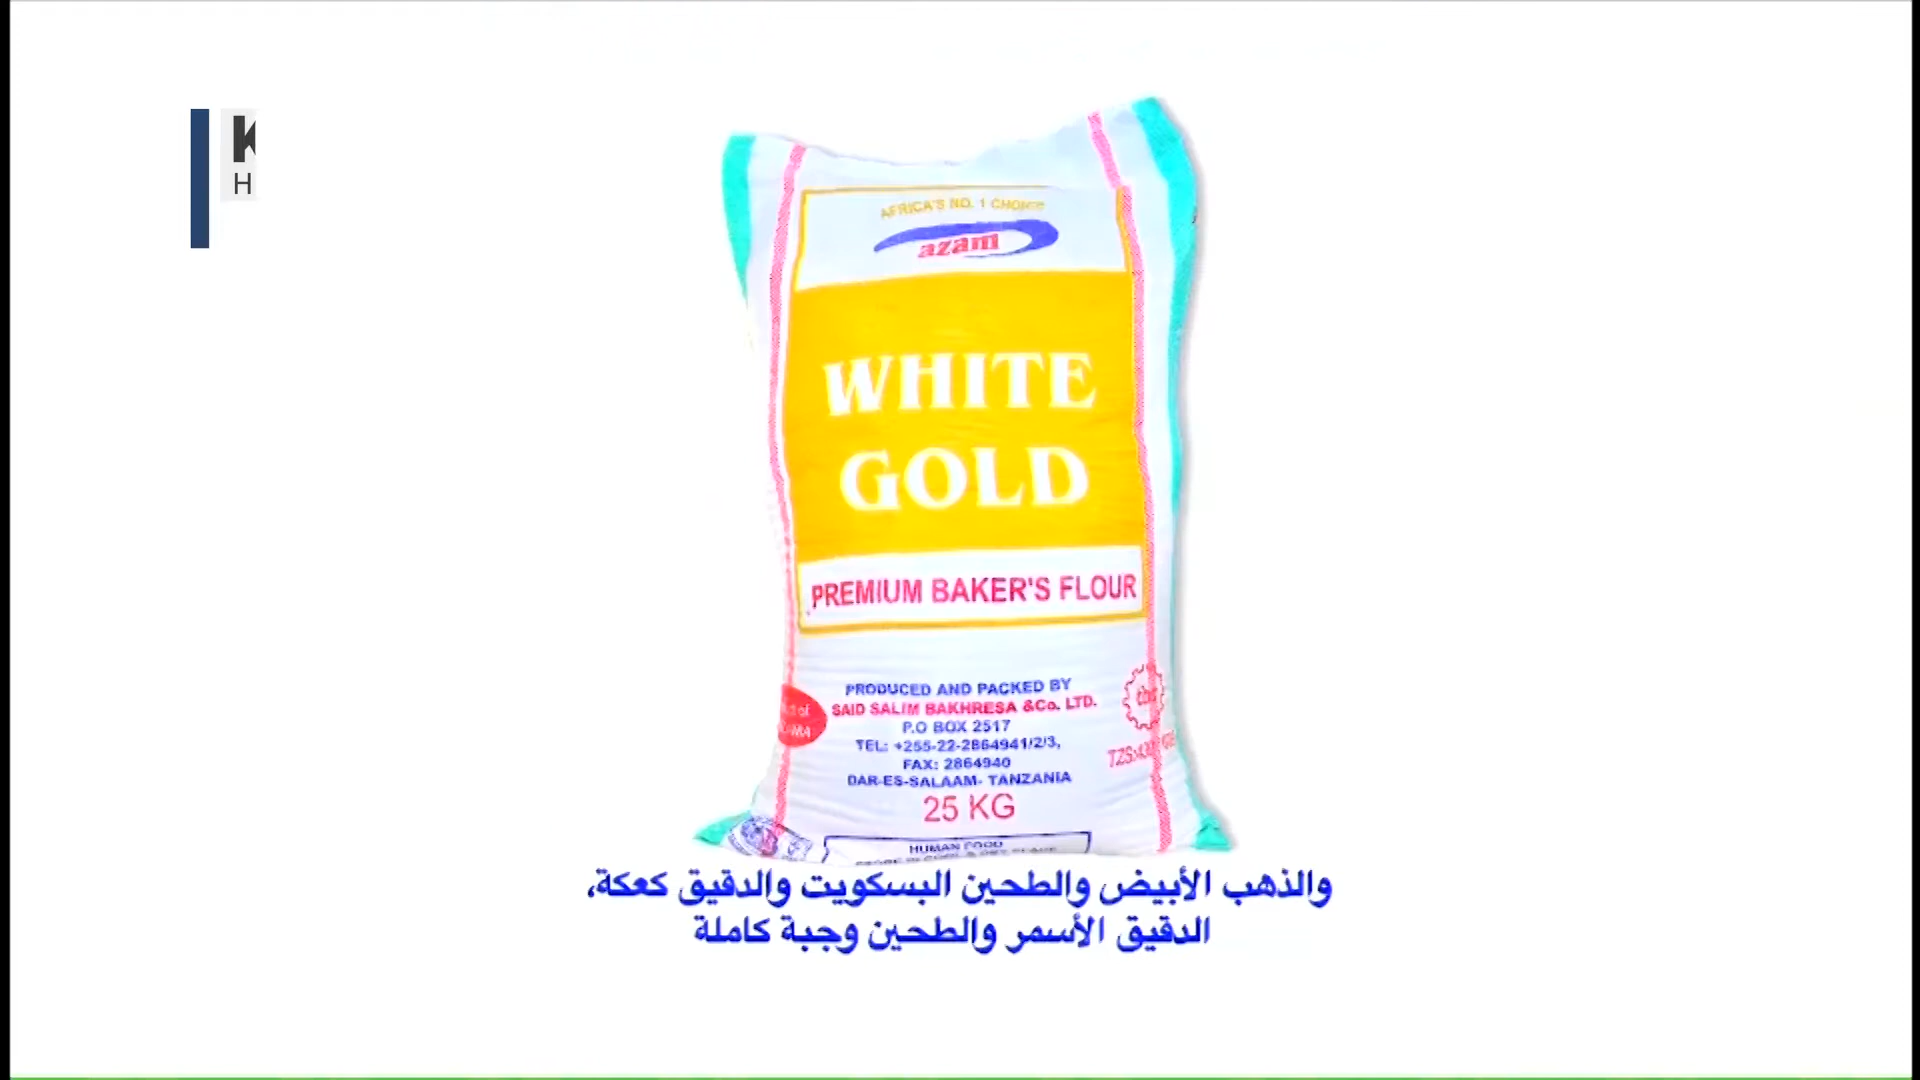 K
H
AFRICA'S NO. 1 CHOICE
azam
WHITE
GOLD
PREMIUM BAKER'S FLOUR
PRODUCED AND PACKED BY
SAID SALIM BAKHRESA &Co. LTD.
P.O BOX 2517
TEL: +255-22-2864941/2/3,
FAX: 2864940
DAR-ES-SALAAM- TANZANIA
25 KG
HUMAN FOOD
والذهب الأبيض والطحين البسكويت والدقيق كعكة،
الدقيق الأسمر والطحين وجبة كاملة